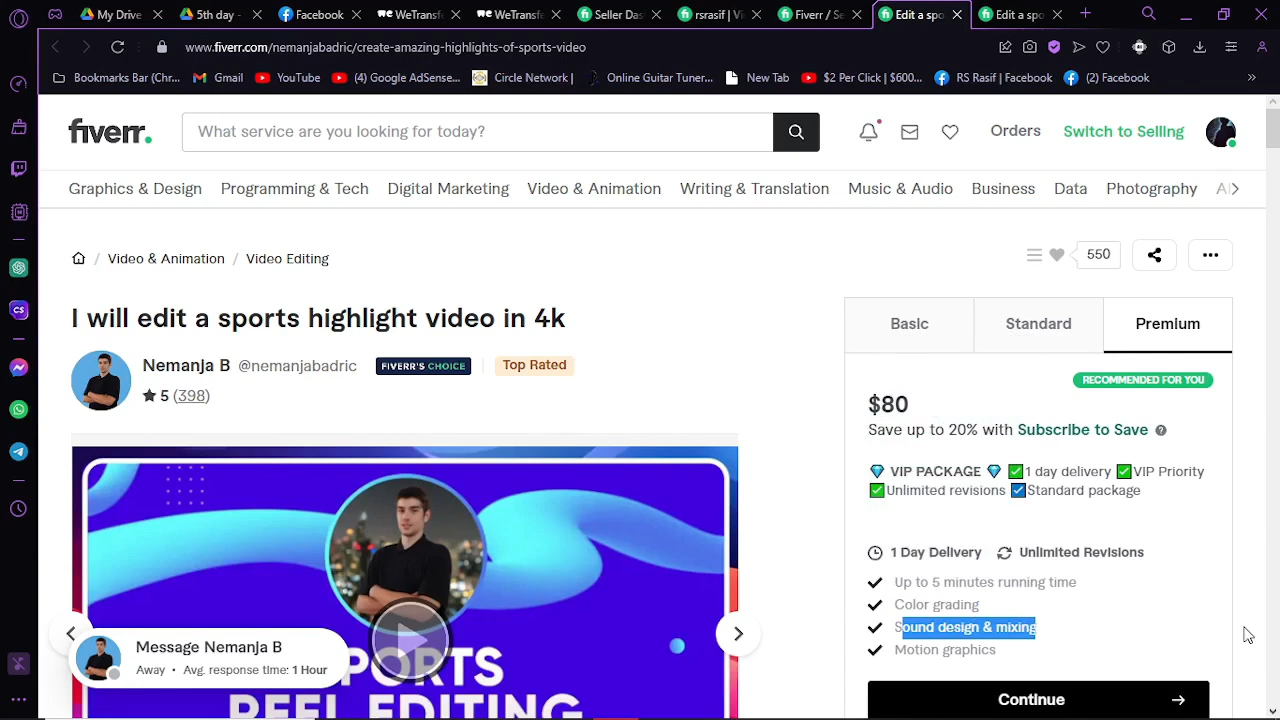 My Drive
5th day -
Facebook
WeTransf
WeTransf
Seller Das
rsrasif | Vi
Fiverr / Se
Edit a spo
Edit a spo
www.fiverr.com/nemanjabadric/create-amazing-highlights-of-sports-video
Bookmarks Bar (Chr...
Gmail
YouTube
(4) Google AdSense...
Circle Network |
Online Guitar Tuner...
New Tab
$2 Per Click | $600...
RS Rasif | Facebook
(2) Facebook
fiverr.
What service are you looking for today?
Orders
Switch to Selling
Graphics & Design
Programming & Tech
Digital Marketing
Video & Animation
Writing & Translation
Music & Audio
Business
Data
Photography
AI
/ Video & Animation / Video Editing
550
I will edit a sports highlight video in 4k
Nemanja B @nemanjabadric
FIVERR'S CHOICE
Top Rated
5 (398)
SPORTS
REEL EDITING
Message Nemanja B
Away • Avg. response time: 1 Hour
Basic
Standard
Premium
RECOMMENDED FOR YOU
$80
Save up to 20% with Subscribe to Save
VIP PACKAGE 1 day delivery VIP Priority
Unlimited revisions Standard package
1 Day Delivery Unlimited Revisions
Up to 5 minutes running time
Color grading
Sound design & mixing
Motion graphics
Continue